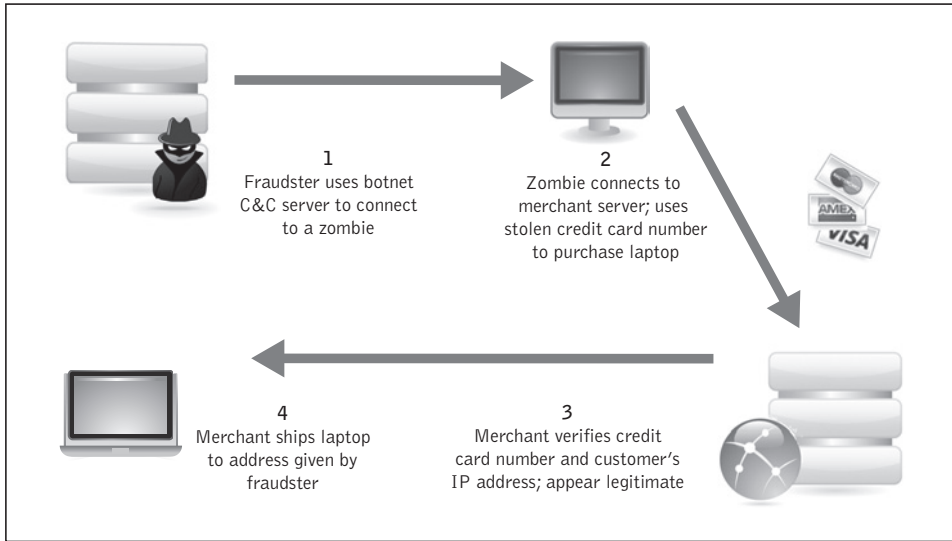 1
Fraudster uses botnet
C&C server to connect
to a zombie
2
Zombie connects to
merchant server; uses
stolen credit card number
to purchase laptop
AMEX
VISA
3
Merchant verifies credit
card number and customer's
IP address; appear legitimate
4
Merchant ships laptop
to address given by
fraudster